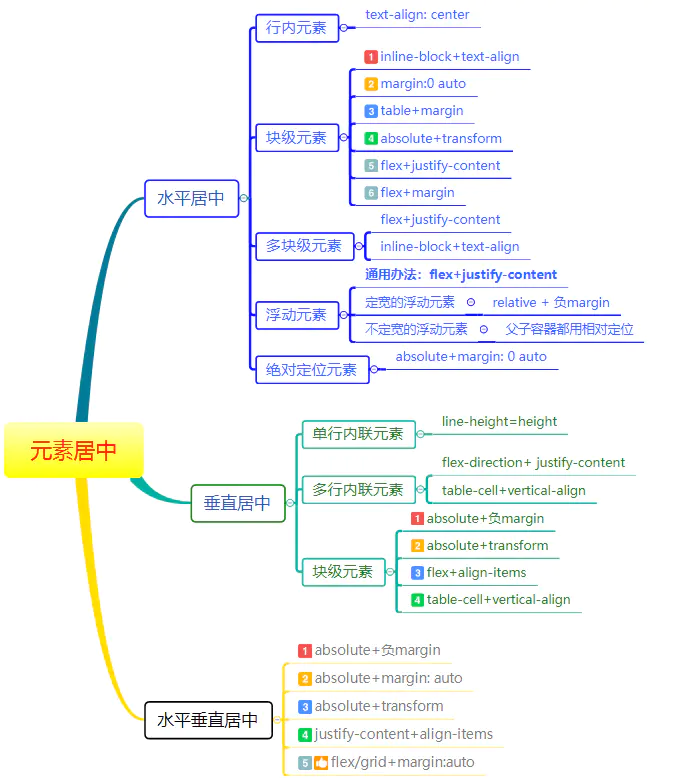 元素居中
水平居中
行内元素
text-align: center
块级元素
1 inline-block+text-align
2 margin:0 auto
3 table+margin
4 absolute+transform
5 flex+justify-content
6 flex+margin
多块级元素
flex+justify-content
inline-block+text-align
浮动元素
通用办法：flex+justify-content
定宽的浮动元素
relative + 负margin
不定宽的浮动元素
父子容器都用相对定位
绝对定位元素
absolute+margin: 0 auto
垂直居中
单行内联元素
line-height=height
多行内联元素
flex-direction+ justify-content
table-cell+vertical-align
块级元素
1 absolute+负margin
2 absolute+transform
3 flex+align-items
4 table-cell+vertical-align
水平垂直居中
1 absolute+负margin
2 absolute+margin: auto
3 absolute+transform
4 justify-content+align-items
5 flex/grid+margin:auto